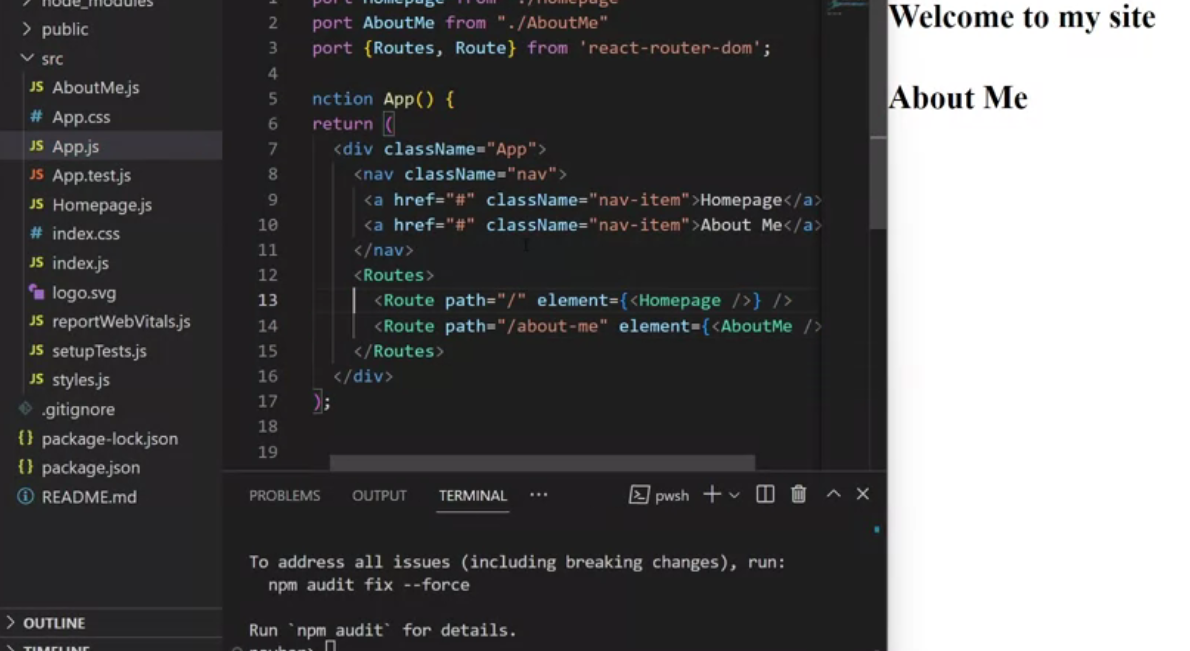 node_modules
public
src
JS AboutMe.js
# App.css
JS App.js
JS App.test.js
JS Homepage.js
# index.css
JS index.js
logo.svg
JS reportWebVitals.js
JS setupTests.js
JS styles.js
.gitignore
{} package-lock.json
{} package.json
README.md
OUTLINE
TIMELINE
1 port Homepage from "./Homepage"
2 port AboutMe from "./AboutMe"
3 port {Routes, Route} from 'react-router-dom';
4
5 nction App() {
6 return (
7 <div className="App">
8 <nav className="nav">
9 <a href="#" className="nav-item">Homepage</a>
10 <a href="#" className="nav-item">About Me</a>
11 </nav>
12 <Routes>
13 <Route path="/" element={<Homepage />} />
14 <Route path="/about-me" element={<AboutMe />
15 </Routes>
16 </div>
17 );
18
19
PROBLEMS OUTPUT TERMINAL ··· pwsh
To address all issues (including breaking changes), run:
npm audit fix --force
Run `npm audit` for details.
Welcome to my site
About Me